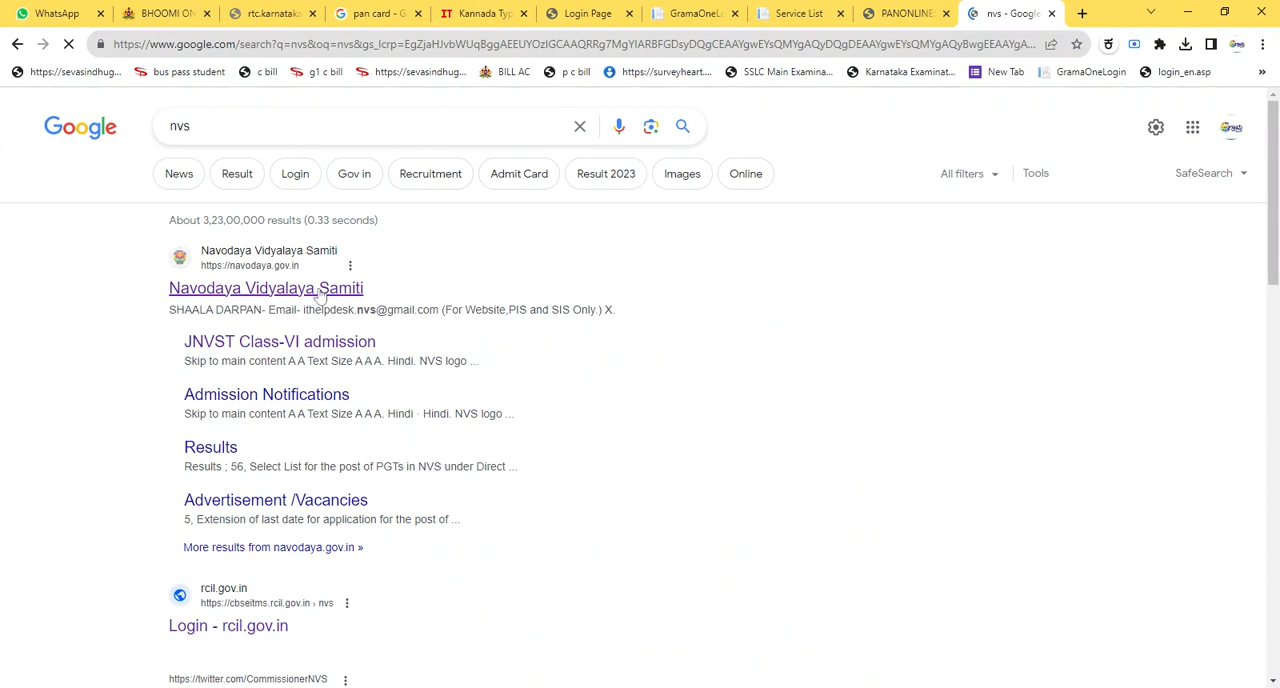 WhatsApp
BHOOMI ON
rtc.karnataka
pan card - G
Kannada Typ
Login Page
GramaOneLo
Service List
PANONLINES
nvs - Google
https://www.google.com/search?q=nvs&oq=nvs&gs_lcrp=EgZjaHJvbWUqBggAEEUYOzIGCAAQRRg7MgYIARBFGDsyDQgCEAAYgwEYsQMYgAQyDQgDEAAYgwEYsQMYgAQyBwgEEAAYgA...
https://sevasindhug...
bus pass student
c bill
g1 c bill
https://sevasindhug...
BILL AC
p c bill
https://surveyheart....
SSLC Main Examina...
Karnataka Examinat...
New Tab
GramaOneLogin
login_en.asp
»
Google
nvs
News
Result
Login
Gov in
Recruitment
Admit Card
Result 2023
Images
Online
All filters
Tools
SafeSearch
About 3,23,00,000 results (0.33 seconds)
Navodaya Vidyalaya Samiti
https://navodaya.gov.in
Navodaya Vidyalaya Samiti
SHAALA DARPAN- Email- ithelpdesk.nvs@gmail.com (For Website,PIS and SIS Only.) X.
JNVST Class-VI admission
Skip to main content A A Text Size A A A. Hindi. NVS logo ...
Admission Notifications
Skip to main content A A Text Size A A A. Hindi · Hindi. NVS logo ...
Results
Results ; 56, Select List for the post of PGTs in NVS under Direct ...
Advertisement /Vacancies
5, Extension of last date for application for the post of ...
More results from navodaya.gov.in »
rcil.gov.in
https://cbseitms.rcil.gov.in › nvs
Login - rcil.gov.in
https://twitter.com/CommissionerNVS